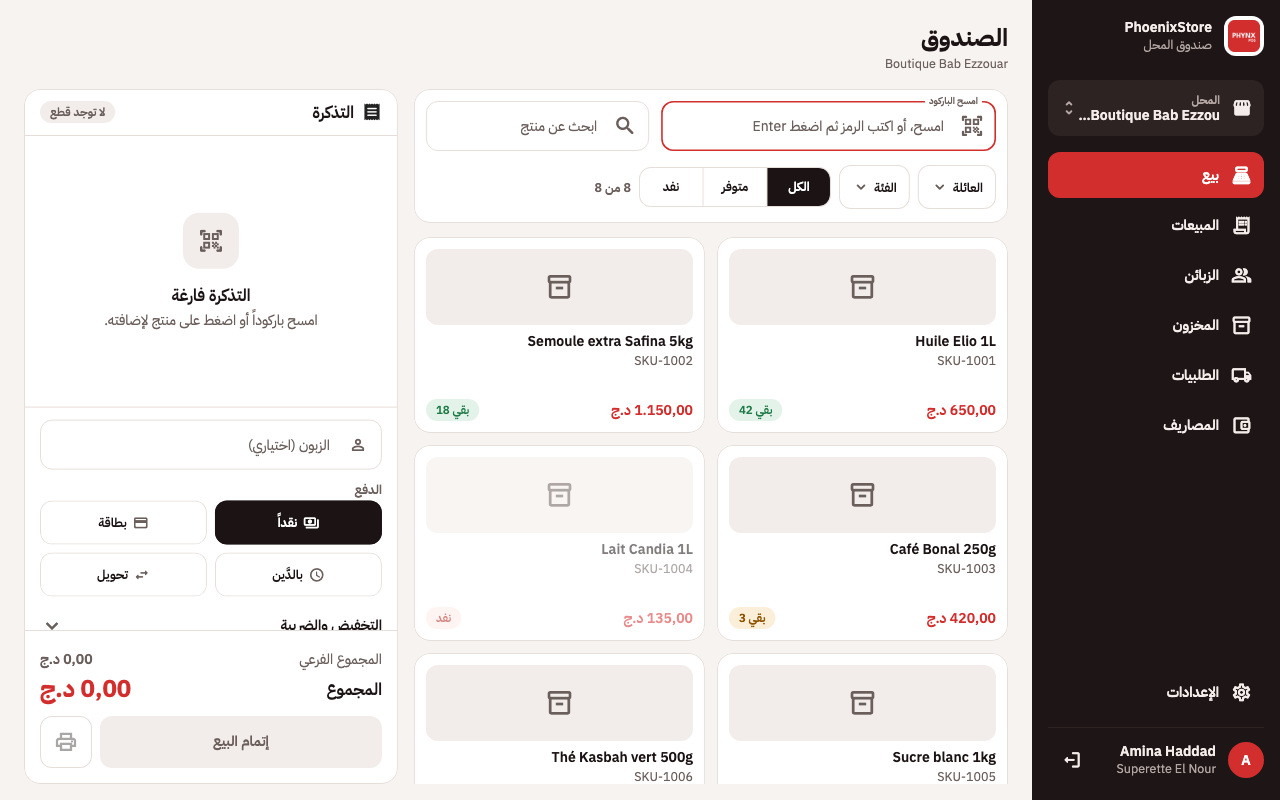 PHYNX
POS
PhoenixStore
صندوق المحل
المحل
Boutique Bab Ezzou...
بيع
المبيعات
الزبائن
المخزون
الطلبيات
المصاريف
الإعدادات
A
Amina Haddad
Superette El Nour
الصندوق
Boutique Bab Ezzouar
امسح الباركود
امسح، أو اكتب الرمز ثم اضغط Enter
ابحث عن منتج
العائلة
الفئة
الكل
متوفر
نفد
8 من 8
Huile Elio 1L
SKU-1001
650,00 د.ج
بقي 42
Semoule extra Safina 5kg
SKU-1002
1.150,00 د.ج
بقي 18
Café Bonal 250g
SKU-1003
420,00 د.ج
بقي 3
Lait Candia 1L
SKU-1004
135,00 د.ج
نفد
Sucre blanc 1kg
SKU-1005
Thé Kasbah vert 500g
SKU-1006
التذكرة
لا توجد قطع
التذكرة فارغة
امسح باركوداً أو اضغط على منتج لإضافته.
الزبون (اختياري)
الدفع
نقداً
بطاقة
بالدَّين
تحويل
التخفيض والضريبة
المجموع الفرعي
0,00 د.ج
المجموع
0,00 د.ج
إتمام البيع